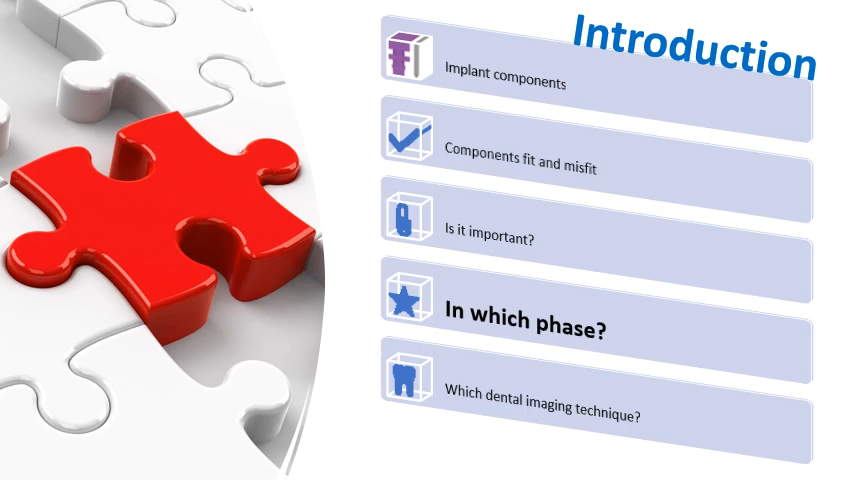 Introduction
Implant components
Components fit and misfit
Is it important?
In which phase?
Which dental imaging technique?